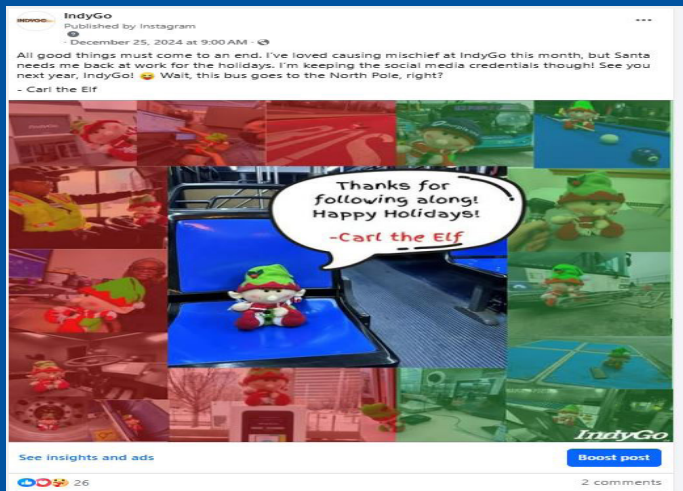 INDYGO
IndyGo
Published by Instagram
· December 25, 2024 at 9:00 AM ·
All good things must come to an end. I've loved causing mischief at IndyGo this month, but Santa
needs me back at work for the holidays. I'm keeping the social media credentials though! See you
next year, IndyGo! 😄 Wait, this bus goes to the North Pole, right?
- Carl the Elf
Thanks for
following along!
Happy Holidays!
-Carl the Elf
IndyGo
See insights and ads
Boost post
26
2 comments